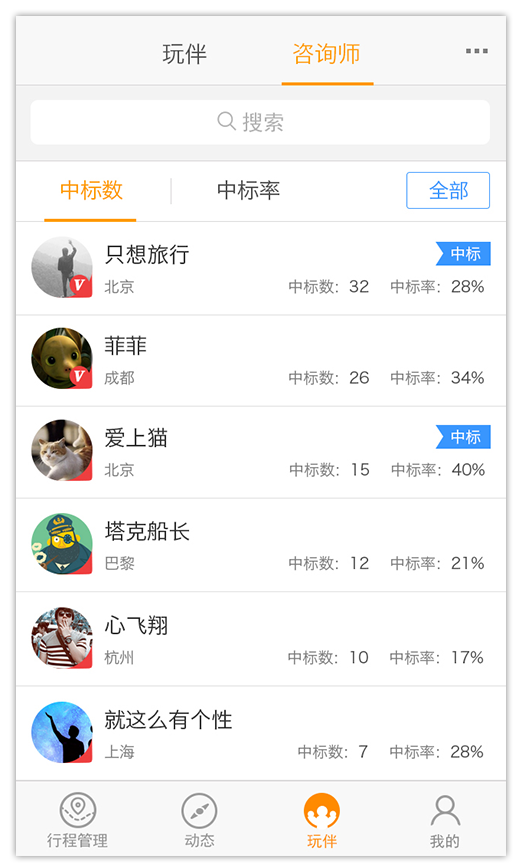 玩伴 咨询师
搜索
中标数 中标率 全部
只想旅行 中标
北京 中标数：32 中标率：28%
菲菲
成都 中标数：26 中标率：34%
爱上猫 中标
北京 中标数：15 中标率：40%
塔克船长
巴黎 中标数：12 中标率：21%
心飞翔
杭州 中标数：10 中标率：17%
就这么有个性
上海 中标数：7 中标率：28%
行程管理 动态 玩伴 我的